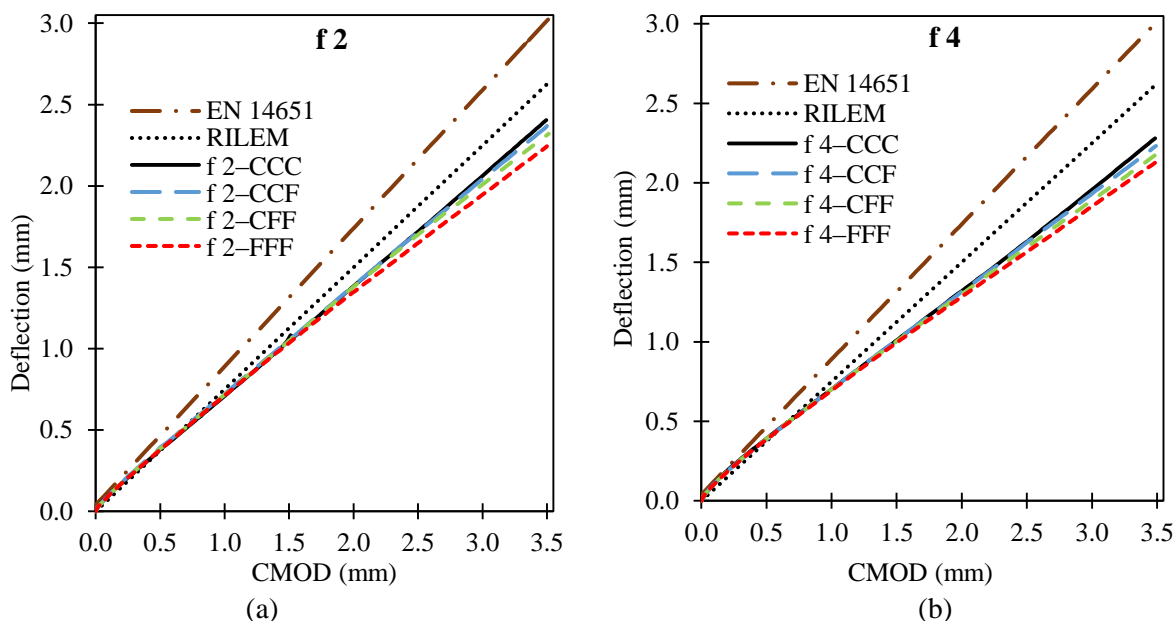 f 2
3.0
2.5
2.0
1.5
1.0
0.5
0.0
Deflection (mm)
EN 14651
RILEM
f 2–CCC
f 2–CCF
f 2–CFF
f 2–FFF
0.0 0.5 1.0 1.5 2.0 2.5 3.0 3.5
CMOD (mm)
(a)
f 4
3.0
2.5
2.0
1.5
1.0
0.5
0.0
Deflection (mm)
EN 14651
RILEM
f 4–CCC
f 4–CCF
f 4–CFF
f 4–FFF
0.0 0.5 1.0 1.5 2.0 2.5 3.0 3.5
CMOD (mm)
(b)